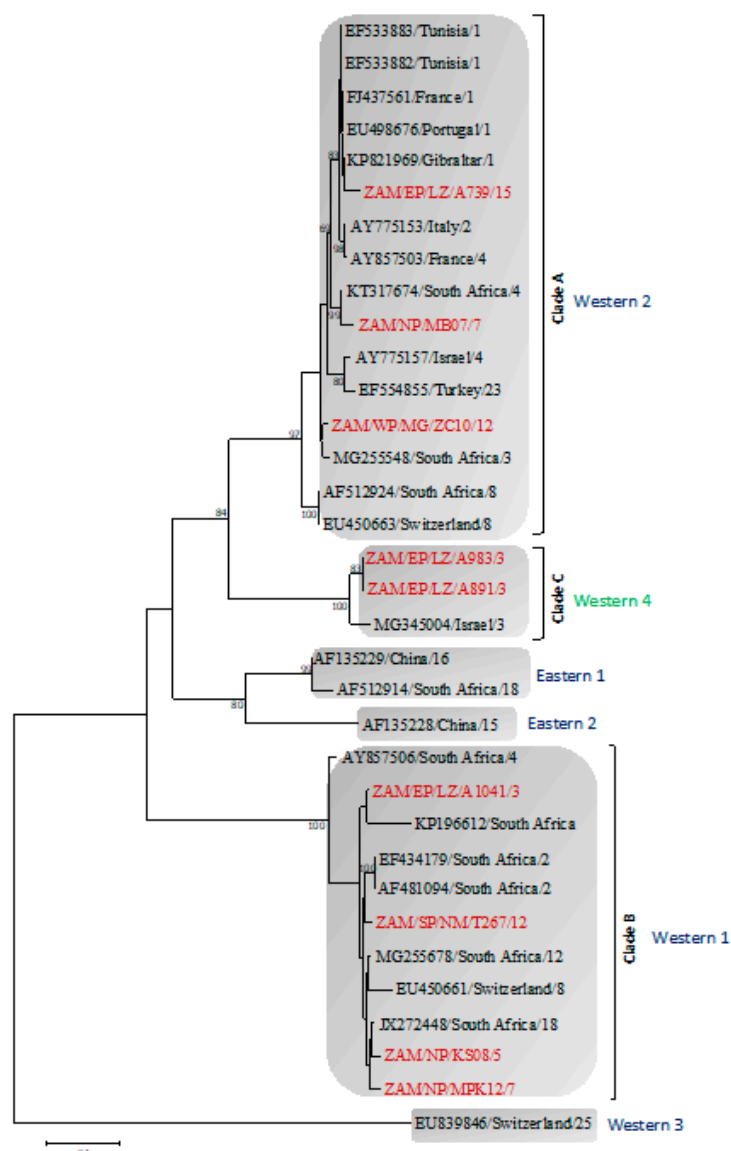 EF533883/Tunisia/1
EF533882/Tunisia/1
FJ437561/France/1
EU498676/Portugal/1
83
KP821969/Gibraltar/1
ZAM/EP/LZ/A739/15
69
AY775153/Italy/2
98
AY857503/France/4
KT317674/South Africa/4
99
ZAM/NP/MB07/7
Clade A
Western 2
AY775157/Israel/4
80
EF554855/Turkey/23
97
ZAM/WP/MG/ZC10/12
MG255548/South Africa/3
AF512924/South Africa/8
100
EU450663/Switzerland/8
84
83
ZAM/EP/LZ/A983/3
ZAM/EP/LZ/A891/3
100
MG345004/Israel/3
Clade C
Western 4
AF135229/China/16
99
AF512914/South Africa/18
Eastern 1
80
AF135228/China/15
Eastern 2
AY857506/South Africa/4
ZAM/EP/LZ/A1041/3
100
KP196612/South Africa
EF434179/South Africa/2
100
AF481094/South Africa/2
ZAM/SP/NM/T267/12
MG255678/South Africa/12
Clade B
Western 1
EU450661/Switzerland/8
JX272448/South Africa/18
ZAM/NP/KS08/5
ZAM/NP/MPK12/7
EU839846/Switzerland/25
Western 3